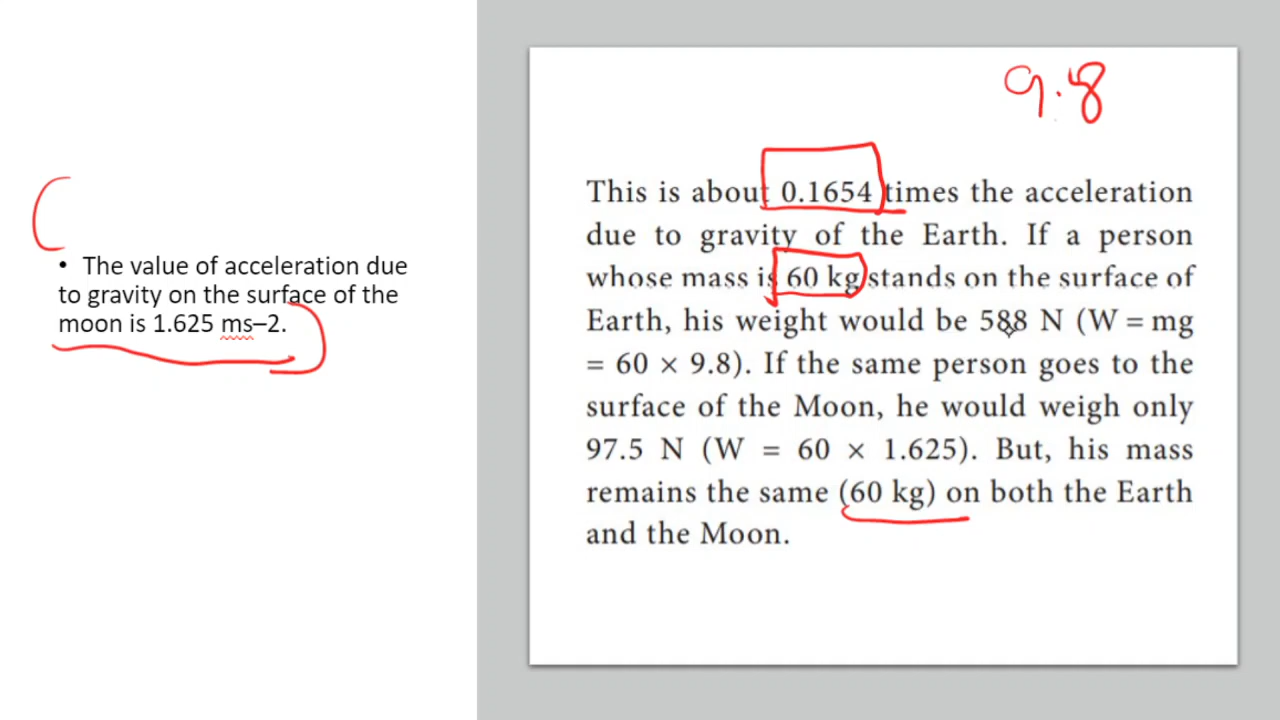 • The value of acceleration due
to gravity on the surface of the
moon is 1.625 ms–2.
9.8
This is about 0.1654 times the acceleration
due to gravity of the Earth. If a person
whose mass is 60 kg stands on the surface of
Earth, his weight would be 588 N (W = mg
= 60 × 9.8). If the same person goes to the
surface of the Moon, he would weigh only
97.5 N (W = 60 × 1.625). But, his mass
remains the same (60 kg) on both the Earth
and the Moon.